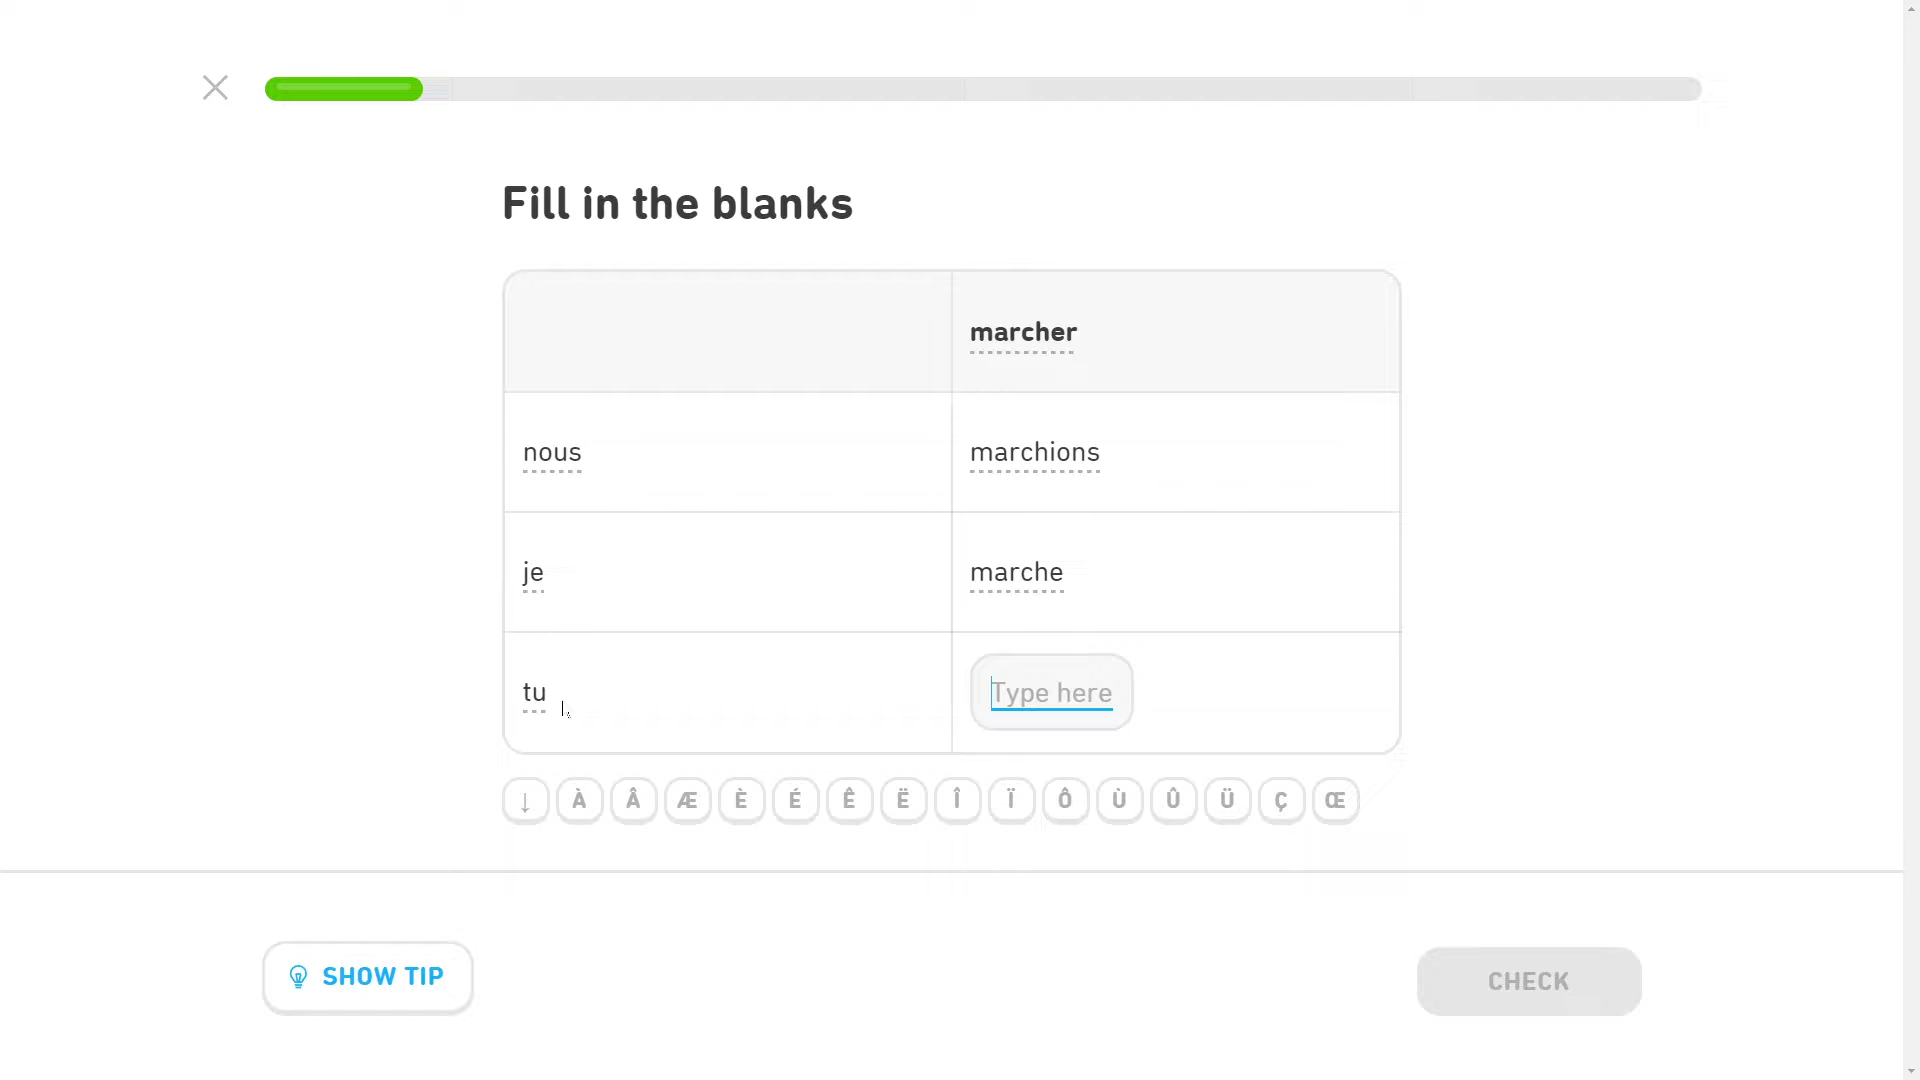 Fill in the blanks
marcher
nous marchions
je marche
tu Type here
↓ À Â Æ È É Ê Ë Î Ï Ô Ù Û Ü Ç Œ
SHOW TIP CHECK